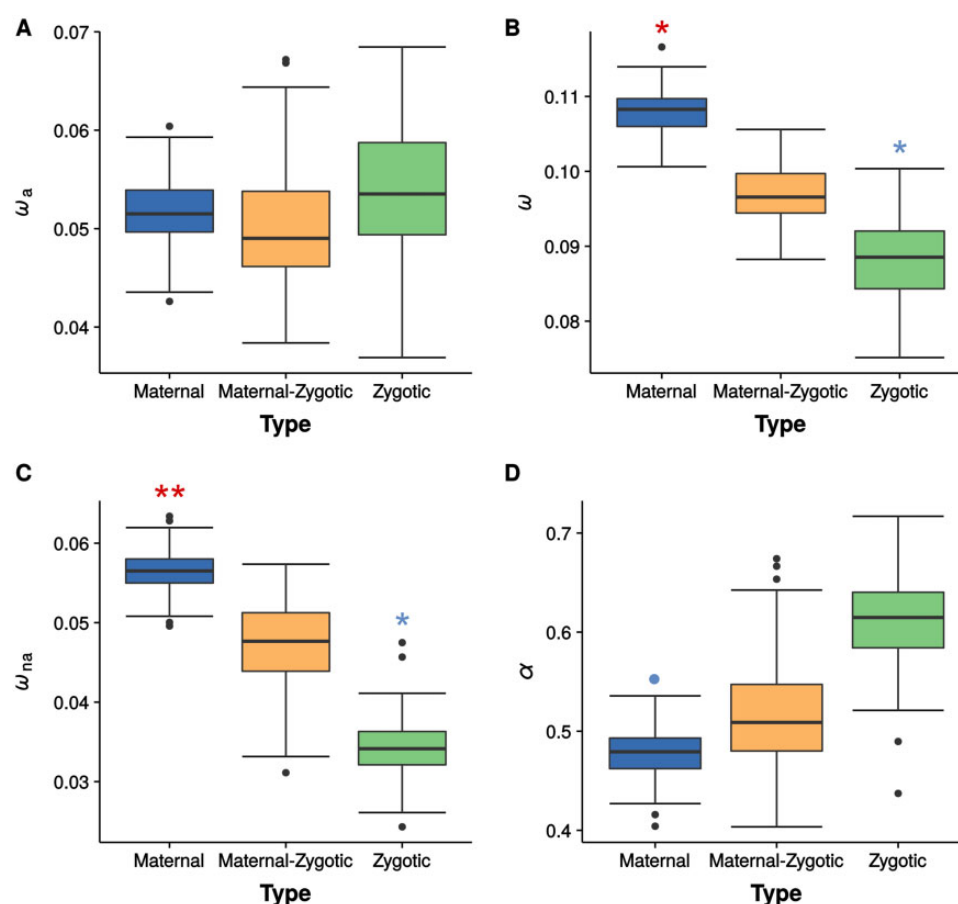 A
0.07
0.06
0.05
0.04
ωa
Maternal Maternal-Zygotic Zygotic
Type
B
*
*
0.11
0.10
0.09
0.08
ω
Maternal Maternal-Zygotic Zygotic
Type
C
**
*
0.06
0.05
0.04
0.03
ωna
Maternal Maternal-Zygotic Zygotic
Type
D
0.7
0.6
0.5
0.4
α
Maternal Maternal-Zygotic Zygotic
Type